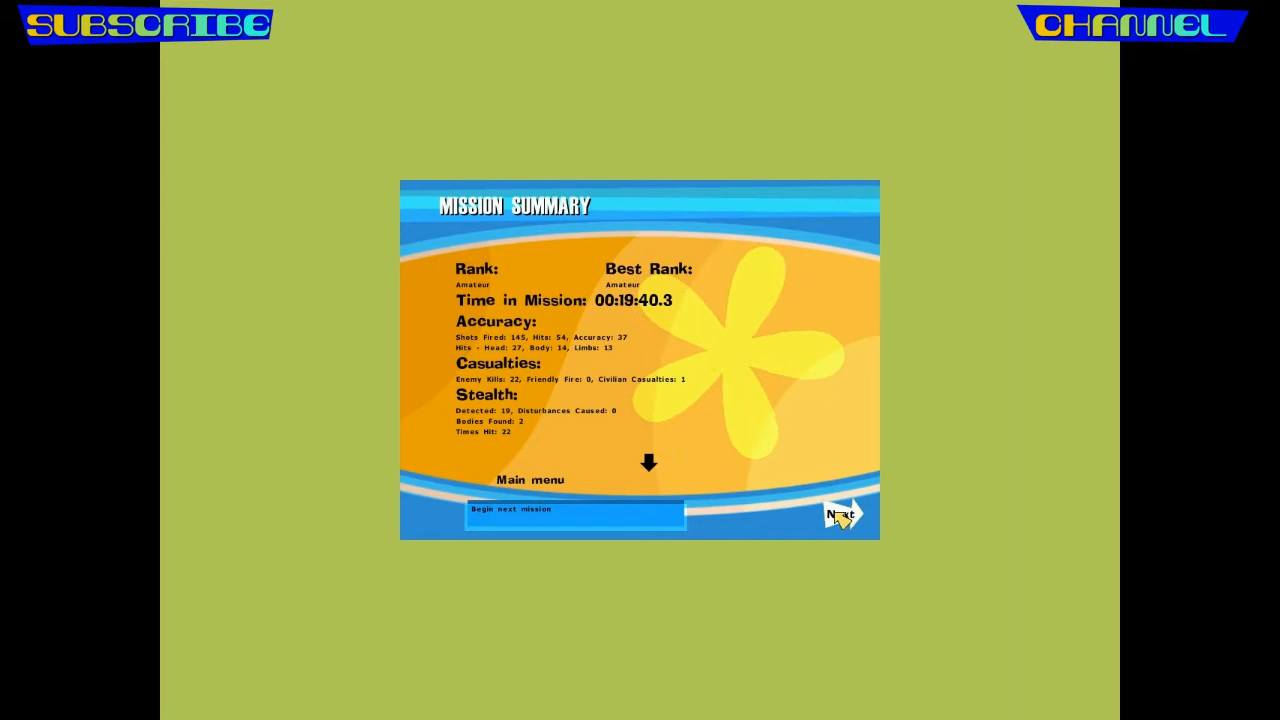 SUBSCRIBE
CHANNEL
MISSION SUMMARY
Rank: Best Rank:
Amateur Amateur
Time in Mission: 00:19:40.3
Accuracy:
Shots Fired: 145, Hits: 54, Accuracy: 37
Hits - Head: 27, Body: 14, Limbs: 13
Casualties:
Enemy Kills: 22, Friendly Fire: 0, Civilian Casualties: 1
Stealth:
Detected: 19, Disturbances Caused: 0
Bodies Found: 2
Times Hit: 22
Main menu
Begin next mission
Next